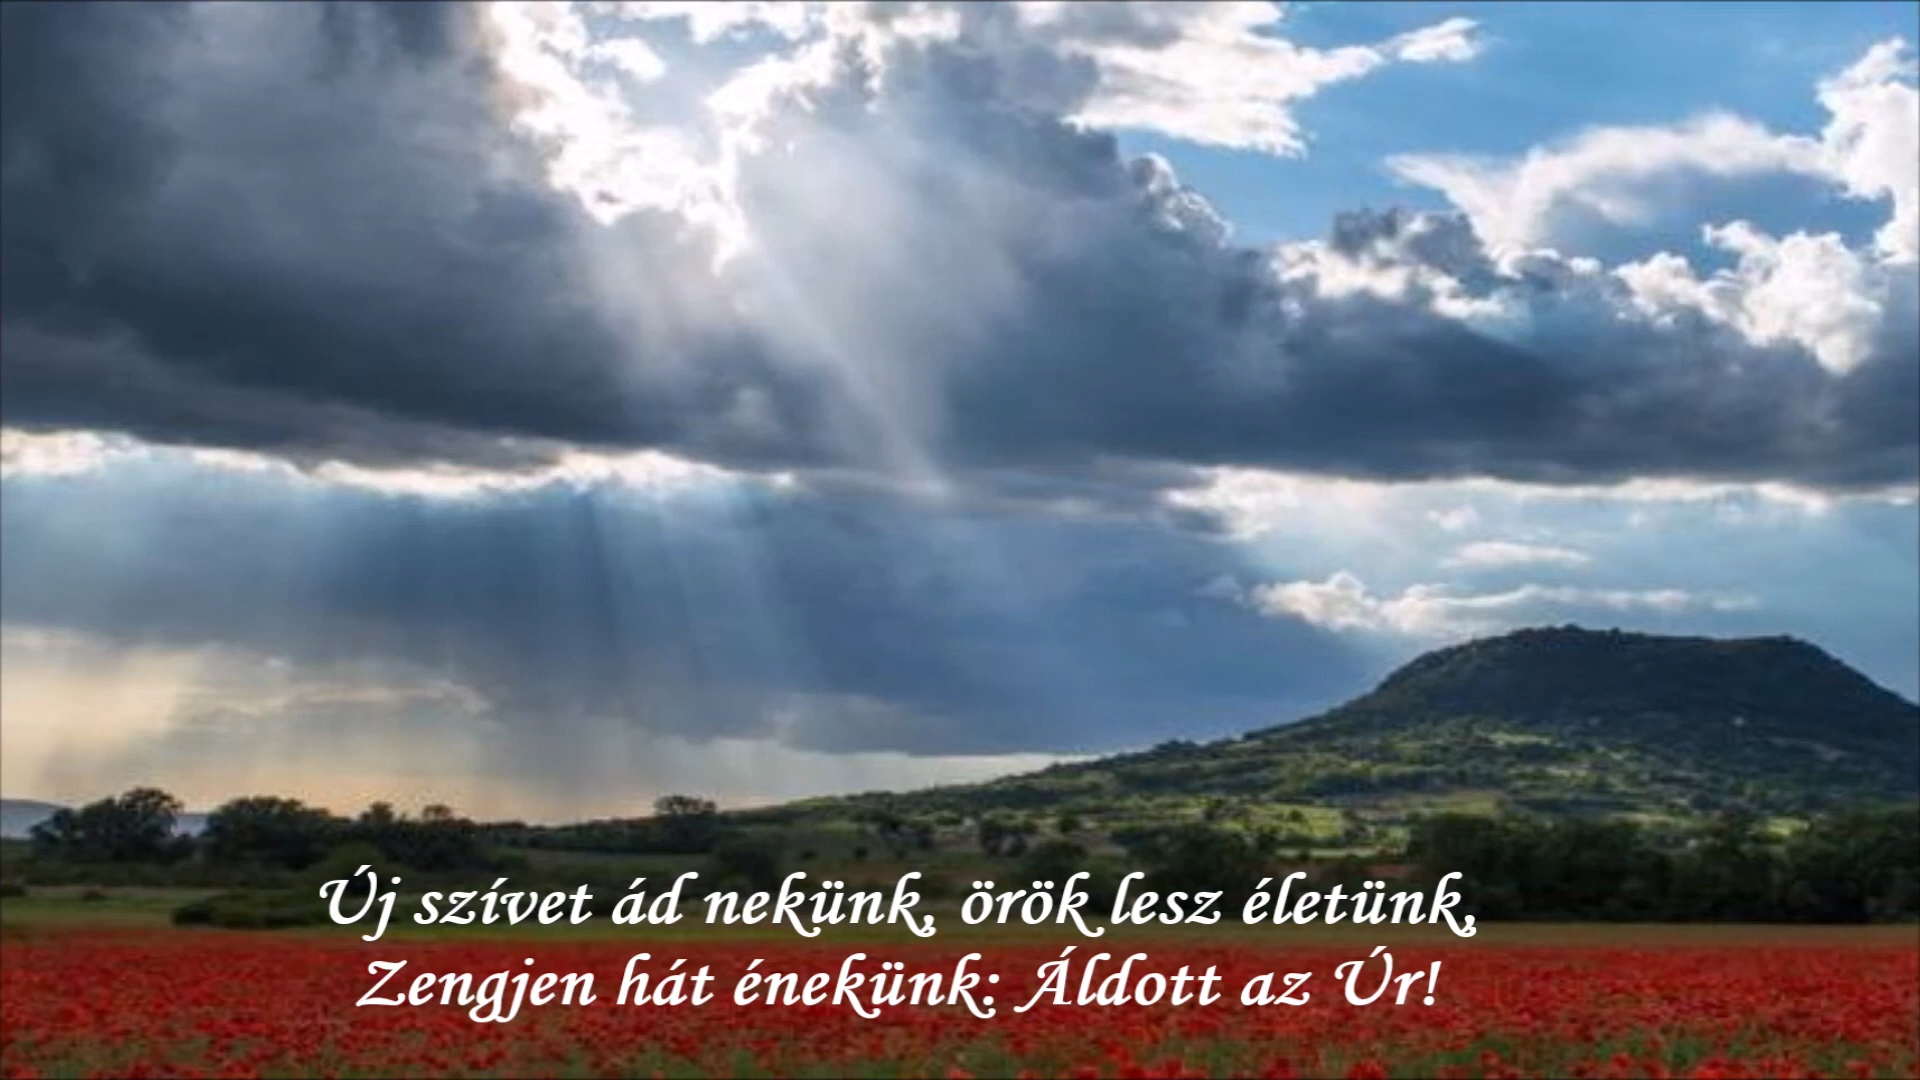 Új szívet ád nekünk, örök lesz életünk,
Zengjen hát énekünk: Áldott az Úr!